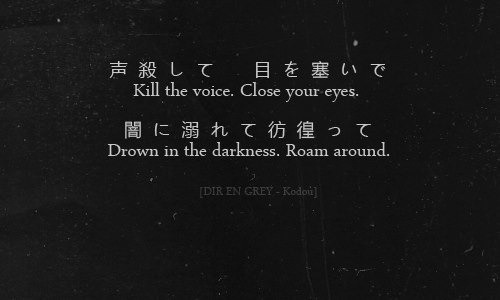 声殺して　目を塞いで
Kill the voice. Close your eyes.
闇に溺れて彷徨って
Drown in the darkness. Roam around.
[DIR EN GREY - Kodou]